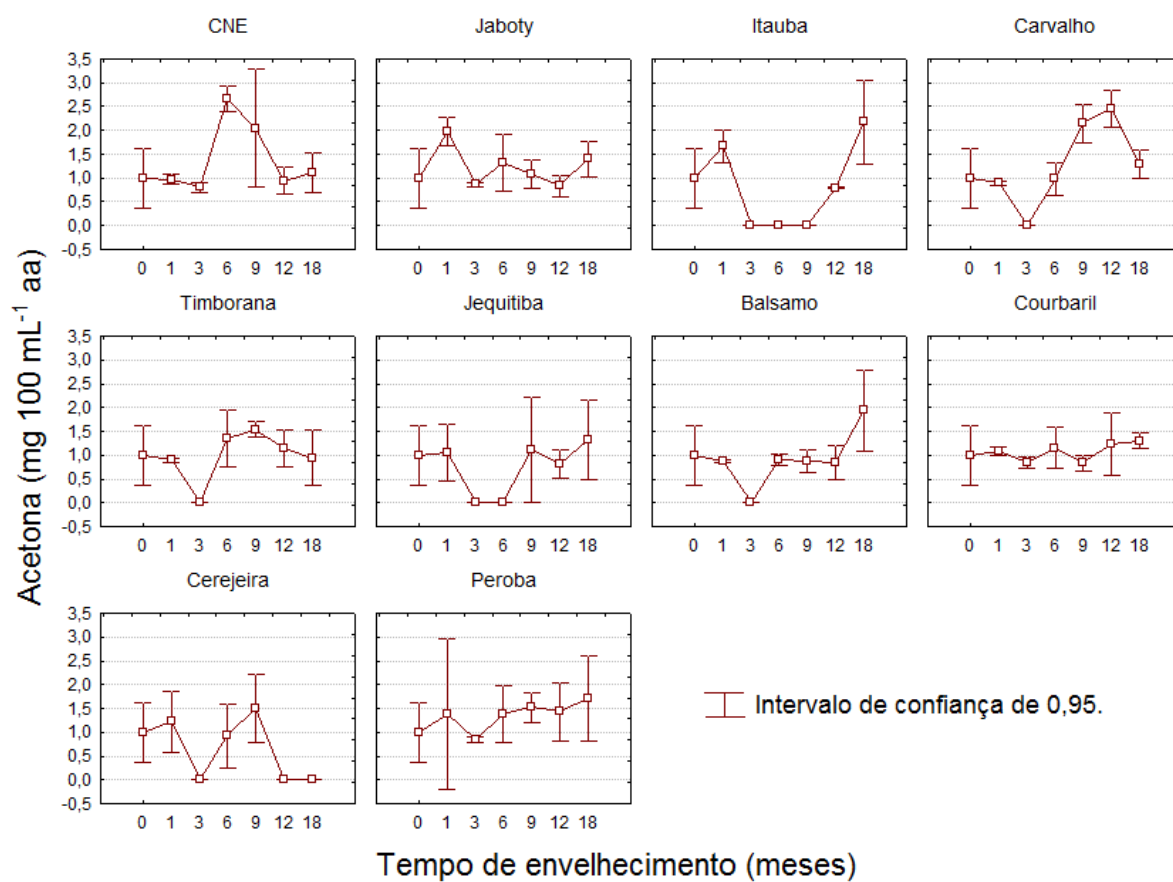 CNE
Jaboty
Itauba
Carvalho
3,5
3,0
2,5
2,0
1,5
1,0
0,5
0,0
-0,5
0 1 3 6 9 12 18
0 1 3 6 9 12 18
0 1 3 6 9 12 18
0 1 3 6 9 12 18
Timborana
Jequitiba
Balsamo
Courbaril
3,5
3,0
2,5
2,0
1,5
1,0
0,5
0,0
-0,5
0 1 3 6 9 12 18
0 1 3 6 9 12 18
0 1 3 6 9 12 18
0 1 3 6 9 12 18
Cerejeira
Peroba
3,5
3,0
2,5
2,0
1,5
1,0
0,5
0,0
-0,5
0 1 3 6 9 12 18
0 1 3 6 9 12 18
Acetona (mg 100 mL⁻¹ aa)
Intervalo de confiança de 0,95.
Tempo de envelhecimento (meses)